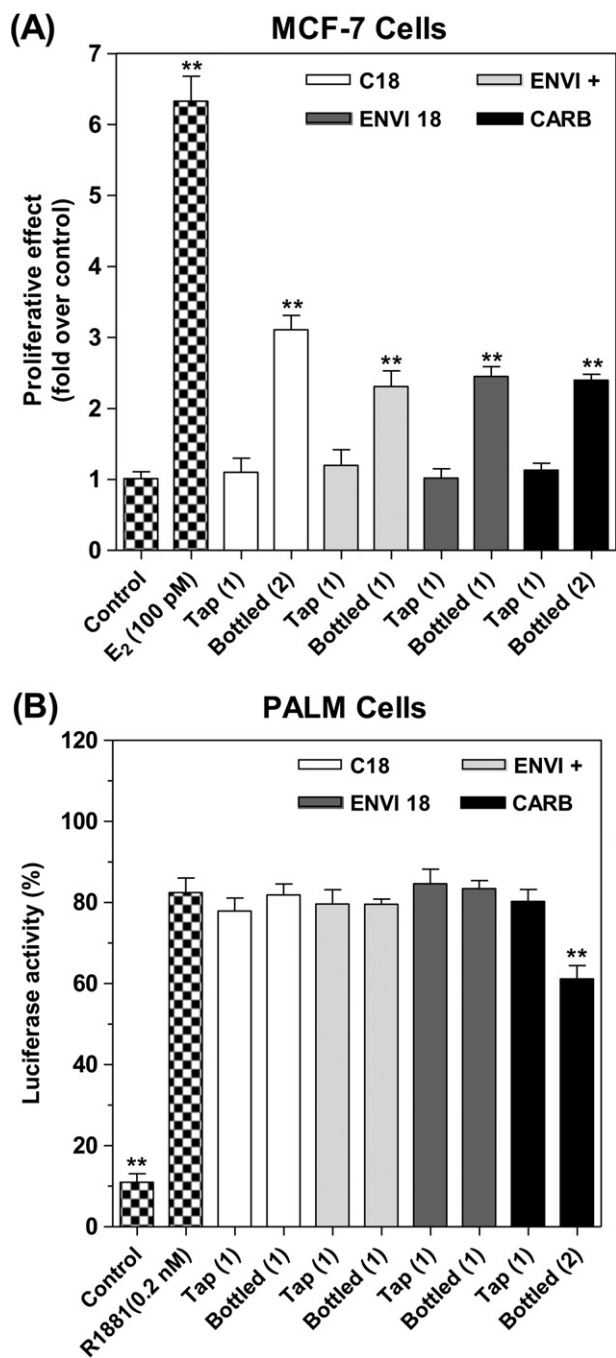 (A)
MCF-7 Cells
Proliferative effect
(fold over control)
7
6
5
4
3
2
1
0
C18
ENVI +
ENVI 18
CARB
**
**
**
**
**
Control
E₂ (100 pM)
Tap (1)
Bottled (2)
Tap (1)
Bottled (1)
Tap (1)
Bottled (1)
Tap (1)
Bottled (2)
(B)
PALM Cells
Luciferase activity (%)
120
100
80
60
40
20
0
C18
ENVI +
ENVI 18
CARB
**
**
Control
R1881(0.2 nM)
Tap (1)
Bottled (1)
Tap (1)
Bottled (1)
Tap (1)
Bottled (1)
Tap (1)
Bottled (2)